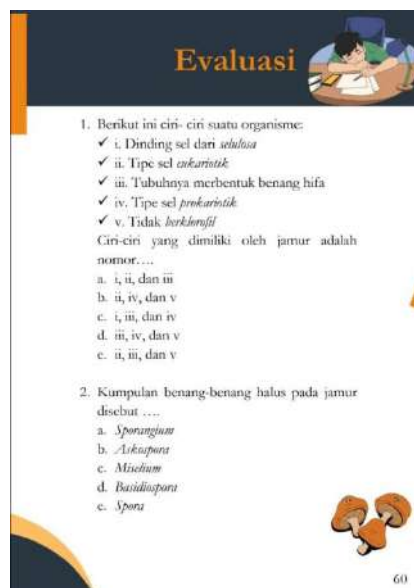 Evaluasi
1. Berikut ini ciri- ciri suatu organisme:
✓ i. Dinding sel dari selulosa
✓ ii. Tipe sel eukariotik
✓ iii. Tubuhnya merbentuk benang hifa
✓ iv. Tipe sel prokariotik
✓ v. Tidak berklorofil
Ciri-ciri yang dimiliki oleh jamur adalah
nomor….
a. i, ii, dan iii
b. ii, iv, dan v
c. i, iii, dan iv
d. iii, iv, dan v
e. ii, iii, dan v
2. Kumpulan benang-benang halus pada jamur
disebut ….
a. Sporangium
b. Askospora
c. Miselium
d. Basidiospora
e. Spora
60